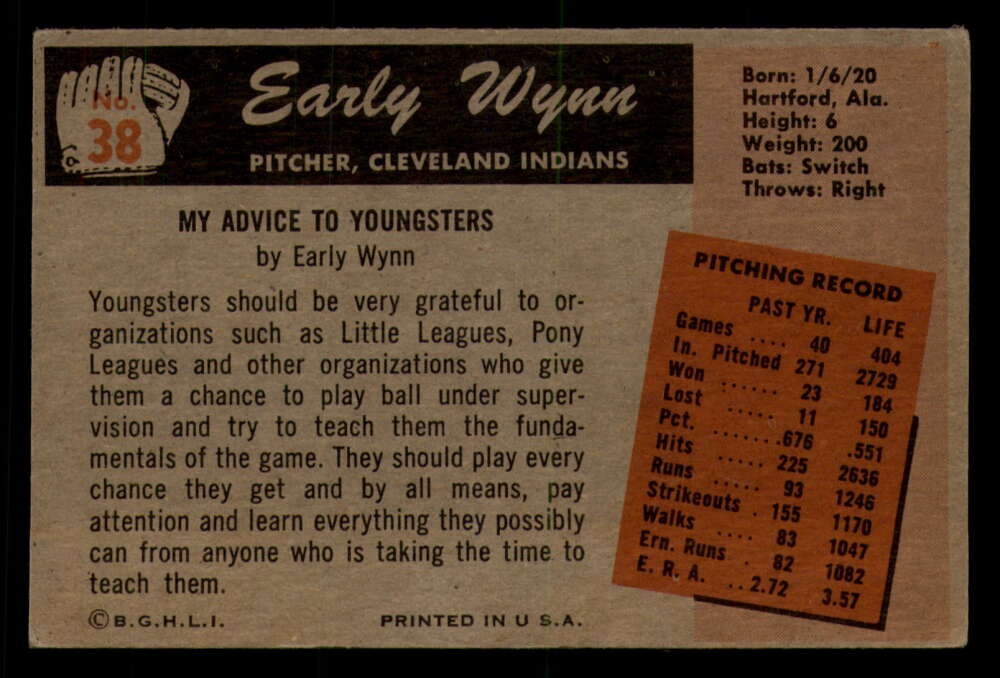 No.
38
Early Wynn
PITCHER, CLEVELAND INDIANS
Born: 1/6/20
Hartford, Ala.
Height: 6
Weight: 200
Bats: Switch
Throws: Right
MY ADVICE TO YOUNGSTERS
by Early Wynn
Youngsters should be very grateful to or-
ganizations such as Little Leagues, Pony
Leagues and other organizations who give
them a chance to play ball under super-
vision and try to teach them the funda-
mentals of the game. They should play every
chance they get and by all means, pay
attention and learn everything they possibly
can from anyone who is taking the time to
teach them.
PITCHING RECORD
PAST YR. LIFE
Games .... 40 404
In. Pitched 271 2729
Won ...... 23 184
Lost ..... 11 150
Pct. .......676 .551
Hits ..... 225 2636
Runs ..... 93 1246
Strikeouts . 155 1170
Walks .... 83 1047
Ern. Runs . 82 1082
E. R. A. ..2.72 3.57
©B.G.H.L.I. PRINTED IN U S.A.